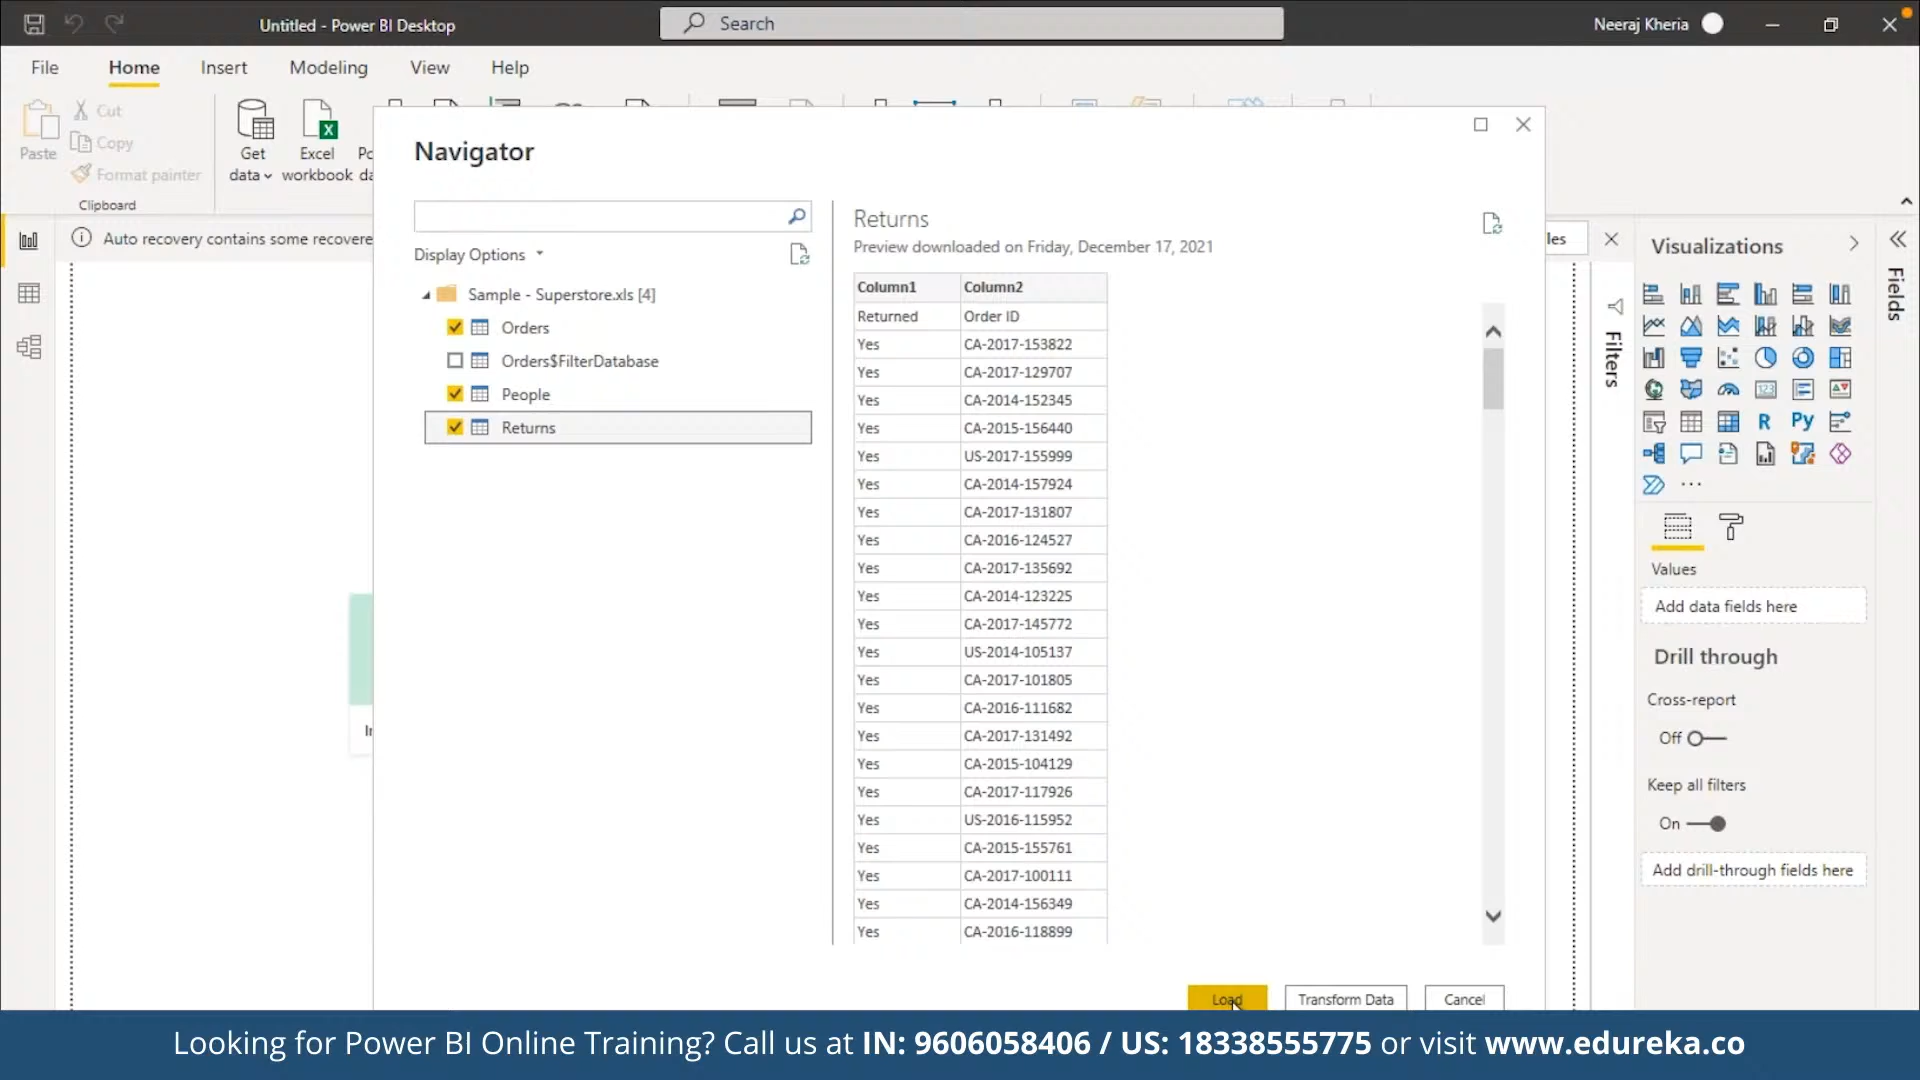 Untitled - Power BI Desktop
Search
Neeraj Kheria
File Home Insert Modeling View Help
Paste
Cut
Copy
Format painter
Clipboard
Get data
Excel workbook
Auto recovery contains some recovere
les
Navigator
Display Options
Sample - Superstore.xls [4]
Orders
Orders$FilterDatabase
People
Returns
Returns
Preview downloaded on Friday, December 17, 2021
Column1 Column2
Returned Order ID
Yes CA-2017-153822
Yes CA-2017-129707
Yes CA-2014-152345
Yes CA-2015-156440
Yes US-2017-155999
Yes CA-2014-157924
Yes CA-2017-131807
Yes CA-2016-124527
Yes CA-2017-135692
Yes CA-2014-123225
Yes CA-2017-145772
Yes US-2014-105137
Yes CA-2017-101805
Yes CA-2016-111682
Yes CA-2017-131492
Yes CA-2015-104129
Yes CA-2017-117926
Yes US-2016-115952
Yes CA-2015-155761
Yes CA-2017-100111
Yes CA-2014-156349
Yes CA-2016-118899
Load
Transform Data
Cancel
Filters
Visualizations
R
Py
123
Values
Add data fields here
Drill through
Cross-report
Off
Keep all filters
On
Add drill-through fields here
Fields
Looking for Power BI Online Training? Call us at IN: 9606058406 / US: 18338555775 or visit www.edureka.co